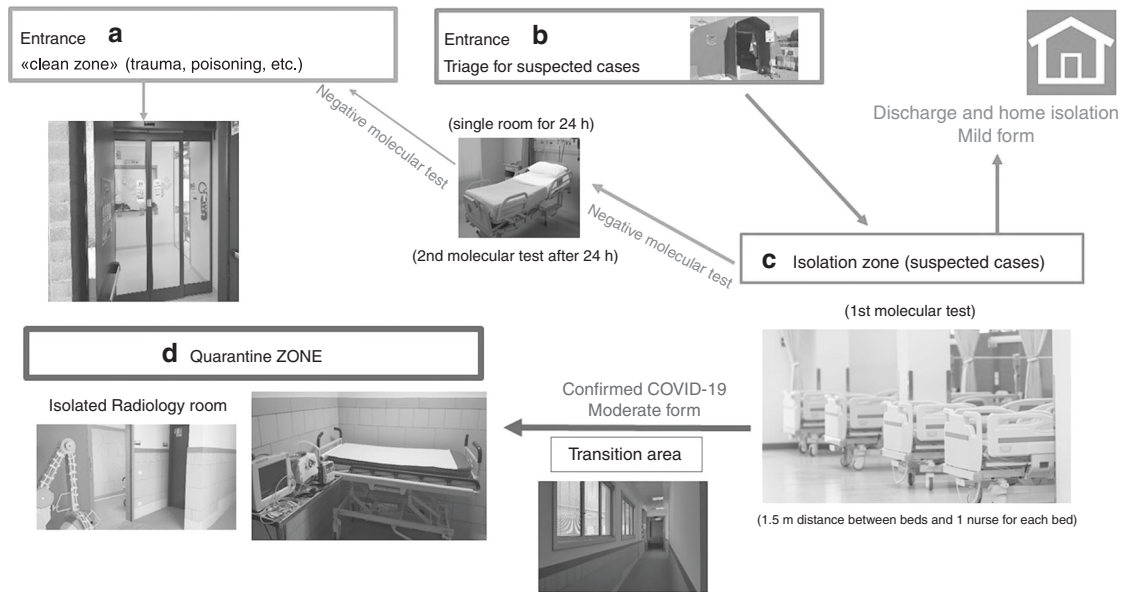 Entrance a
«clean zone» (trauma, poisoning, etc.)
Entrance b
Triage for suspected cases
Discharge and home isolation
Mild form
Negative molecular test
(single room for 24 h)
(2nd molecular test after 24 h)
Negative molecular test
c Isolation zone (suspected cases)
(1st molecular test)
d Quarantine ZONE
Isolated Radiology room
Confirmed COVID-19
Moderate form
Transition area
(1.5 m distance between beds and 1 nurse for each bed)